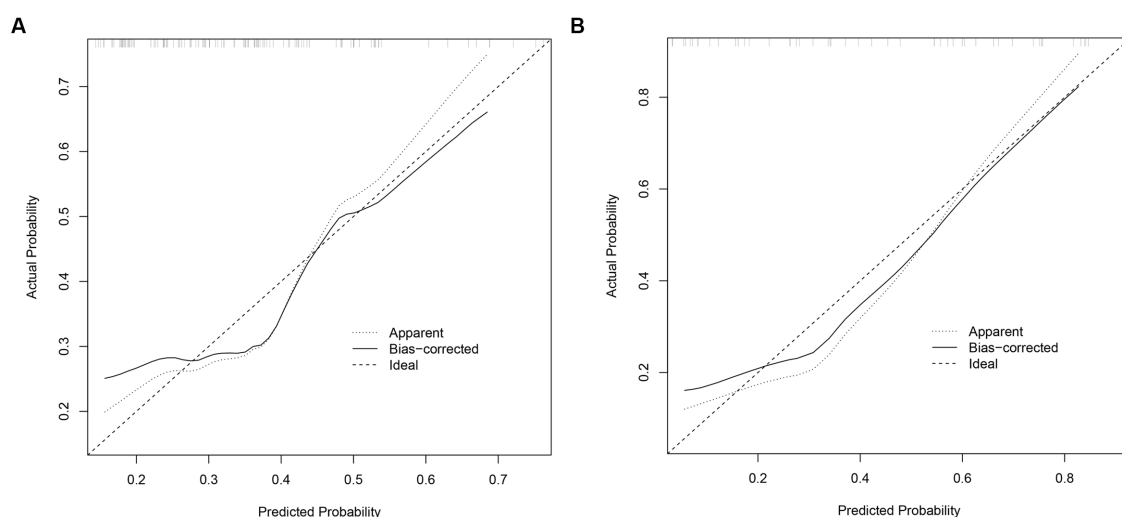 A
0.7
0.6
0.5
0.4
0.3
0.2
Actual Probability
Apparent
Bias-corrected
Ideal
0.2 0.3 0.4 0.5 0.6 0.7
Predicted Probability
B
0.8
0.6
0.4
0.2
Actual Probability
Apparent
Bias-corrected
Ideal
0.2 0.4 0.6 0.8
Predicted Probability